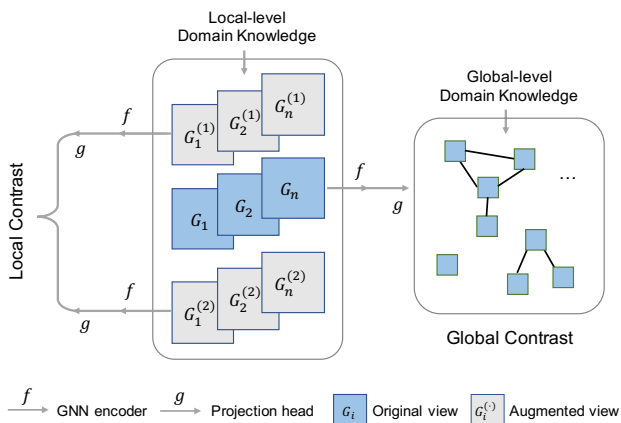 Local-level
Domain Knowledge
Global-level
Domain Knowledge
Local Contrast
f
g
G₁⁽¹⁾ G₂⁽¹⁾ Gₙ⁽¹⁾
G₁ G₂ Gₙ
f
g
...
f
g
G₁⁽²⁾ G₂⁽²⁾ Gₙ⁽²⁾
Global Contrast
f GNN encoder g Projection head Gᵢ Original view Gᵢ⁽·⁾ Augmented view